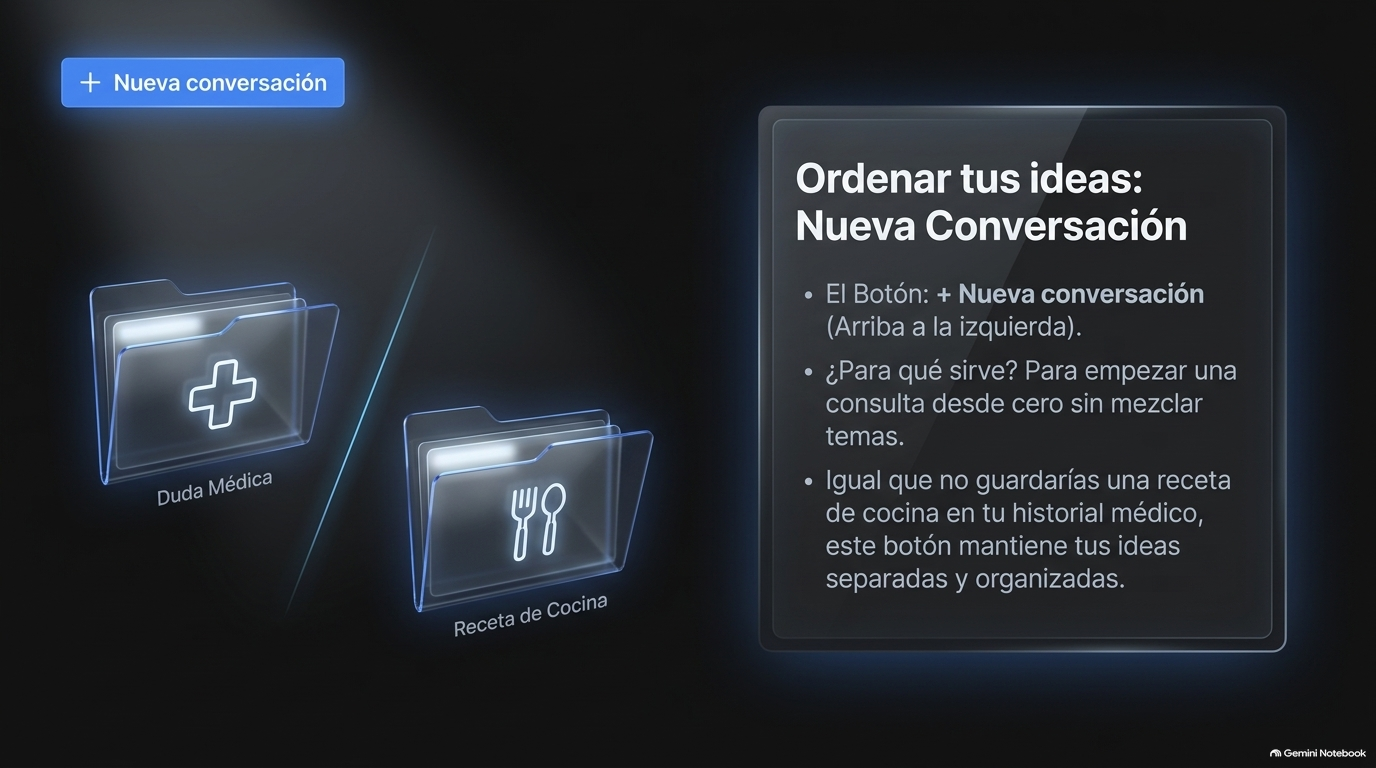 + Nueva conversación
Duda Médica
Receta de Cocina
Ordenar tus ideas:
Nueva Conversación
• El Botón: + Nueva conversación
(Arriba a la izquierda).
• ¿Para qué sirve? Para empezar una
consulta desde cero sin mezclar
temas.
• Igual que no guardarías una receta
de cocina en tu historial médico,
este botón mantiene tus ideas
separadas y organizadas.
Gemini Notebook